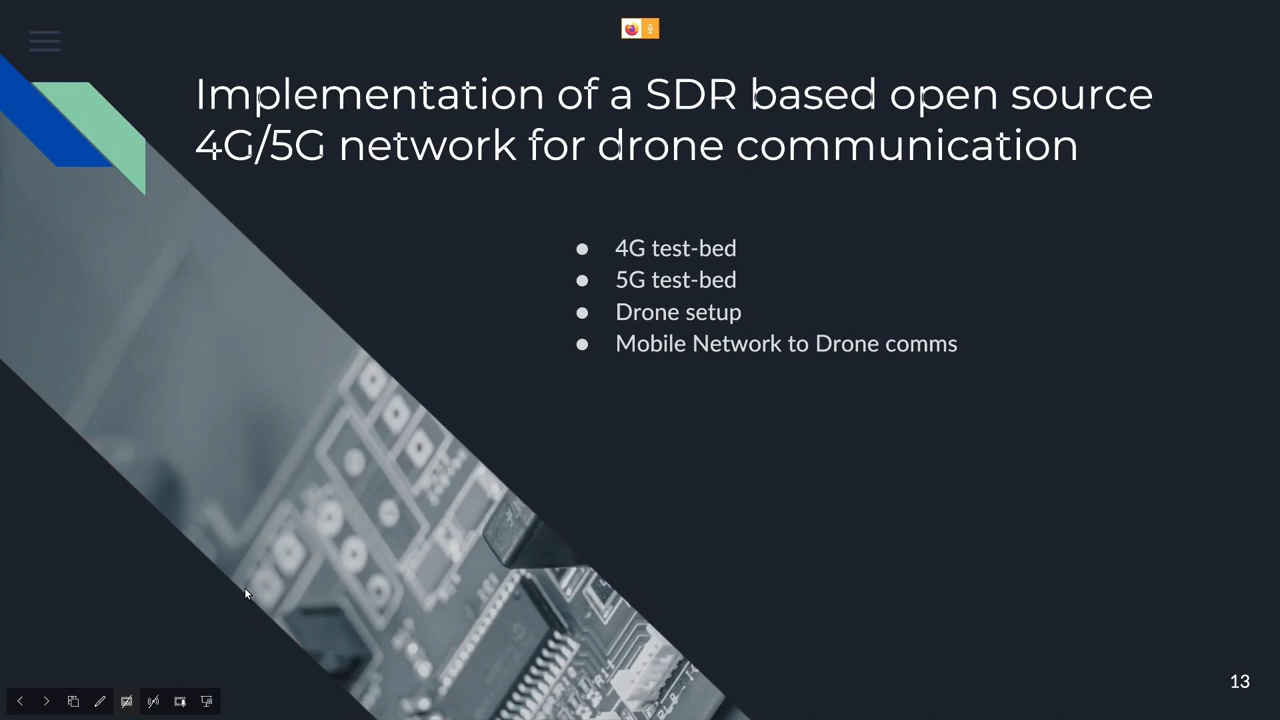 Implementation of a SDR based open source
4G/5G network for drone communication
● 4G test-bed
● 5G test-bed
● Drone setup
● Mobile Network to Drone comms
13